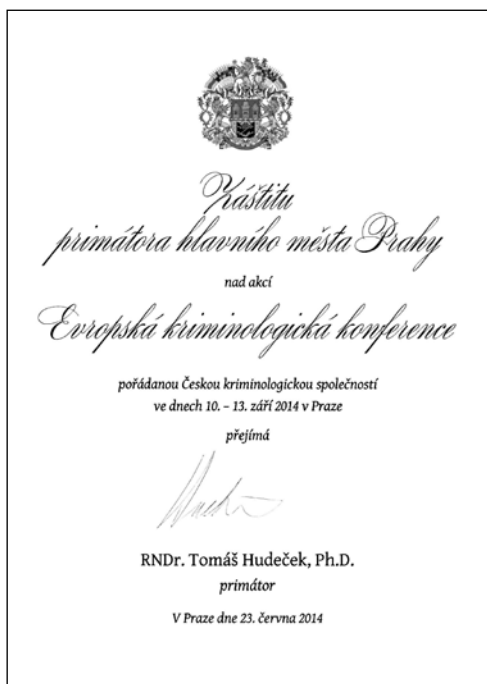 Záštitu
primátora hlavního města Prahy
nad akcí
Evropská kriminologická konference
pořádanou Českou kriminologickou společností
ve dnech 10. – 13. září 2014 v Praze
přejímá
RNDr. Tomáš Hudeček, Ph.D.
primátor
V Praze dne 23. června 2014